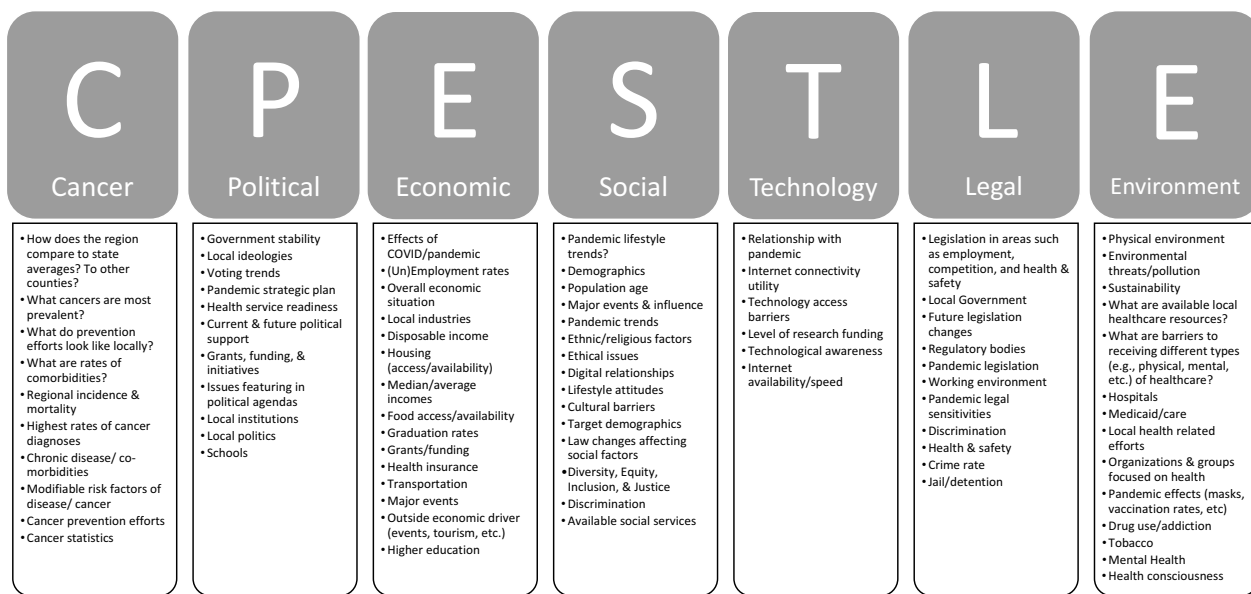 C
Cancer
P
Political
E
Economic
S
Social
T
Technology
L
Legal
E
Environment
• How does the region
compare to state
averages? To other
counties?
• What cancers are most
prevalent?
• What do prevention
efforts look like locally?
• What are rates of
comorbidities?
• Regional incidence &
mortality
• Highest rates of cancer
diagnoses
• Chronic disease/ co-
morbidities
• Modifiable risk factors of
disease/ cancer
• Cancer prevention efforts
• Cancer statistics
• Government stability
• Local ideologies
• Voting trends
• Pandemic strategic plan
• Health service readiness
• Current & future political
support
• Grants, funding, &
initiatives
• Issues featuring in
political agendas
• Local institutions
• Local politics
• Schools
• Effects of
COVID/pandemic
• (Un)Employment rates
• Overall economic
situation
• Local industries
• Disposable income
• Housing
(access/availability)
• Median/average
incomes
• Food access/availability
• Graduation rates
• Grants/funding
• Health insurance
• Transportation
• Major events
• Outside economic driver
(events, tourism, etc.)
• Higher education
• Pandemic lifestyle
trends?
• Demographics
• Population age
• Major events & influence
• Pandemic trends
• Ethnic/religious factors
• Ethical issues
• Digital relationships
• Lifestyle attitudes
• Cultural barriers
• Target demographics
• Law changes affecting
social factors
• Diversity, Equity,
Inclusion, & Justice
• Discrimination
• Available social services
• Relationship with
pandemic
• Internet connectivity
utility
• Technology access
barriers
• Level of research funding
• Technological awareness
• Internet
availability/speed
• Legislation in areas such
as employment,
competition, and health &
safety
• Local Government
• Future legislation
changes
• Regulatory bodies
• Pandemic legislation
• Working environment
• Pandemic legal
sensitivities
• Discrimination
• Health & safety
• Crime rate
• Jail/detention
• Physical environment
• Environmental
threats/pollution
• Sustainability
• What are available local
healthcare resources?
• What are barriers to
receiving different types
(e.g., physical, mental,
etc.) of healthcare?
• Hospitals
• Medicaid/care
• Local health related
efforts
• Organizations & groups
focused on health
• Pandemic effects (masks,
vaccination rates, etc)
• Drug use/addiction
• Tobacco
• Mental Health
• Health consciousness